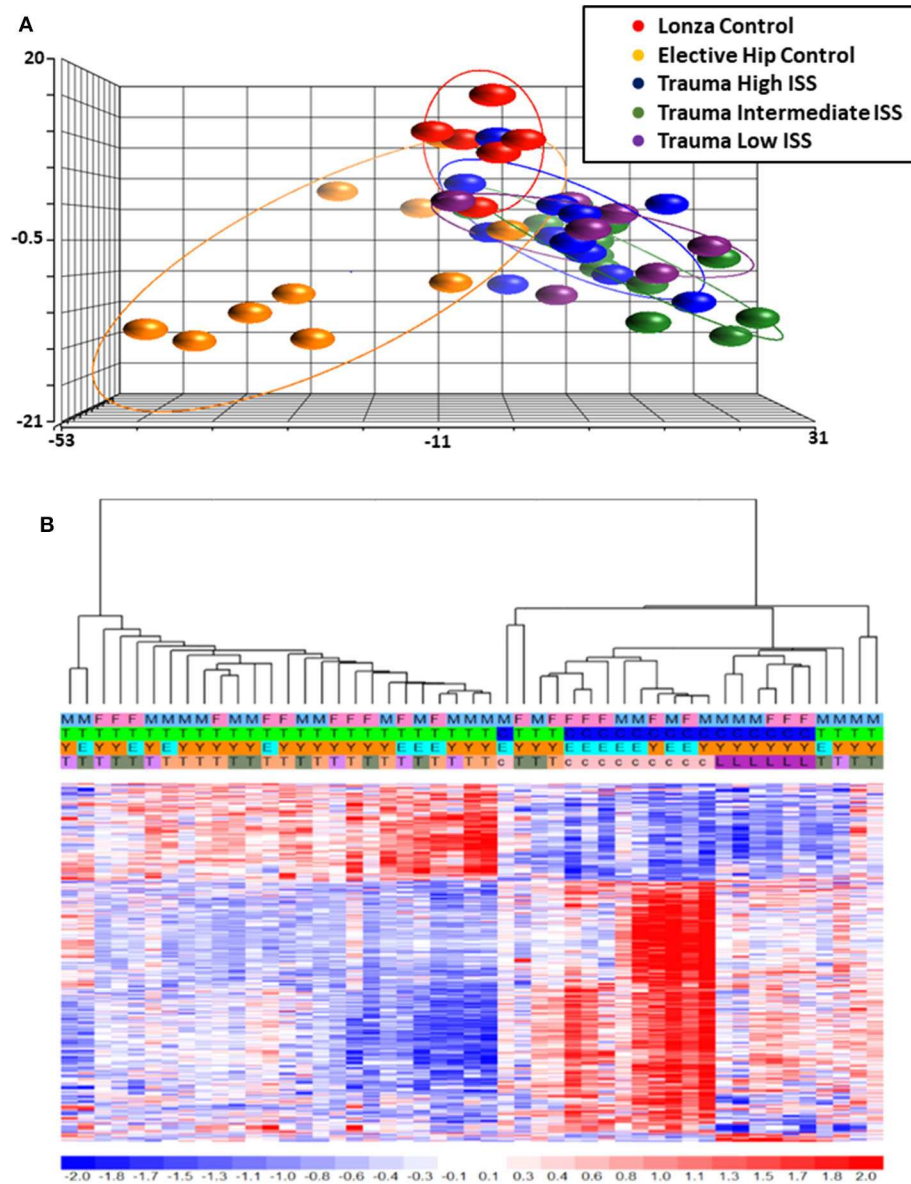 A
Lonza Control
Elective Hip Control
Trauma High ISS
Trauma Intermediate ISS
Trauma Low ISS
20
-0.5
-21
-53
-11
31
B
M M F F F M M M M F M M F F M M F F F M F M F M M M M F M F F F F M M F M F M M M M F F F M M M M
T T T T T T T T T T T T T T T T T T T T T T T T T T C T T T C C C C C C C C C C C C C C C T T T T
Y E Y Y E Y E Y Y Y Y Y E Y Y Y Y Y Y Y E E E Y Y Y E Y Y Y E E E E E Y E E Y Y Y Y Y Y Y E Y Y Y
T T T T T T T T T T T T T T T T T T T T T T T T T T c T T T c c c c c c c c c L L L L L L T T T T
-2.0 -1.8 -1.7 -1.5 -1.3 -1.1 -1.0 -0.8 -0.6 -0.4 -0.3 -0.1 0.1 0.3 0.4 0.6 0.8 1.0 1.1 1.3 1.5 1.7 1.8 2.0